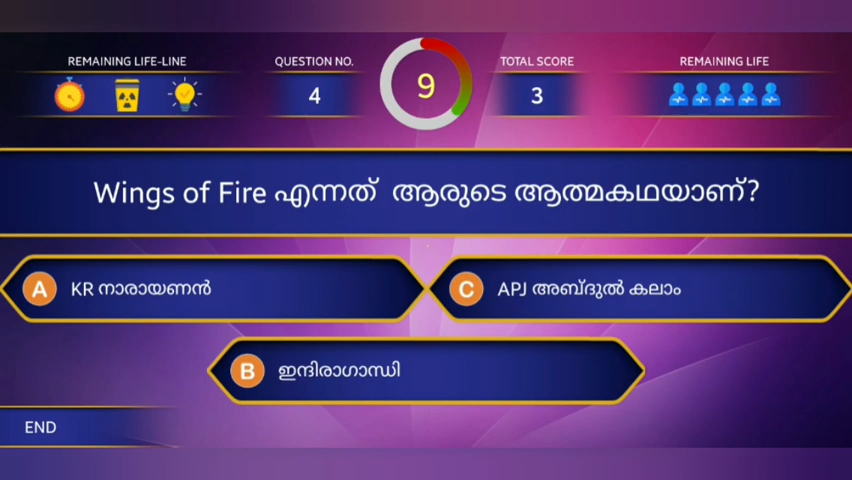 REMAINING LIFE-LINE
QUESTION NO.
4
9
TOTAL SCORE
3
REMAINING LIFE
Wings of Fire എന്നത് ആരുടെ ആത്മകഥയാണ്?
A KR നാരായണൻ
C APJ അബ്ദുൽ കലാം
B ഇന്ദിരാഗാന്ധി
END